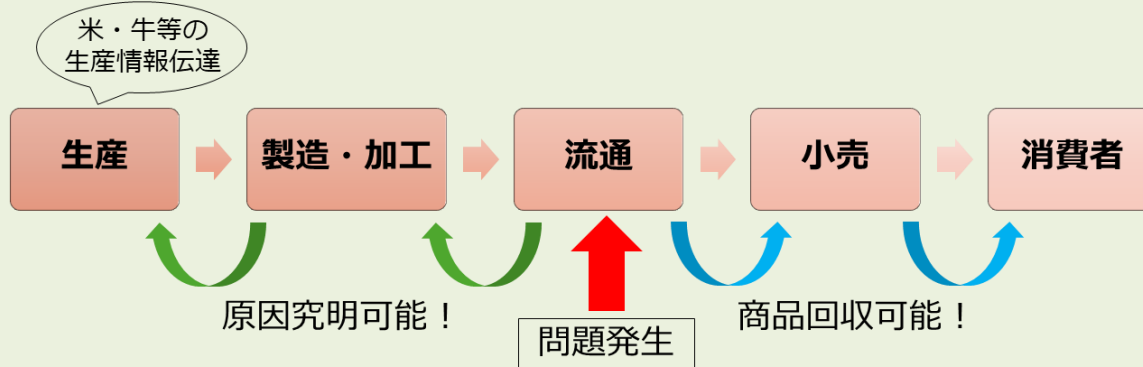 米・牛等の
生産情報伝達
生産
製造・加工
流通
小売
消費者
原因究明可能！
商品回収可能！
問題発生